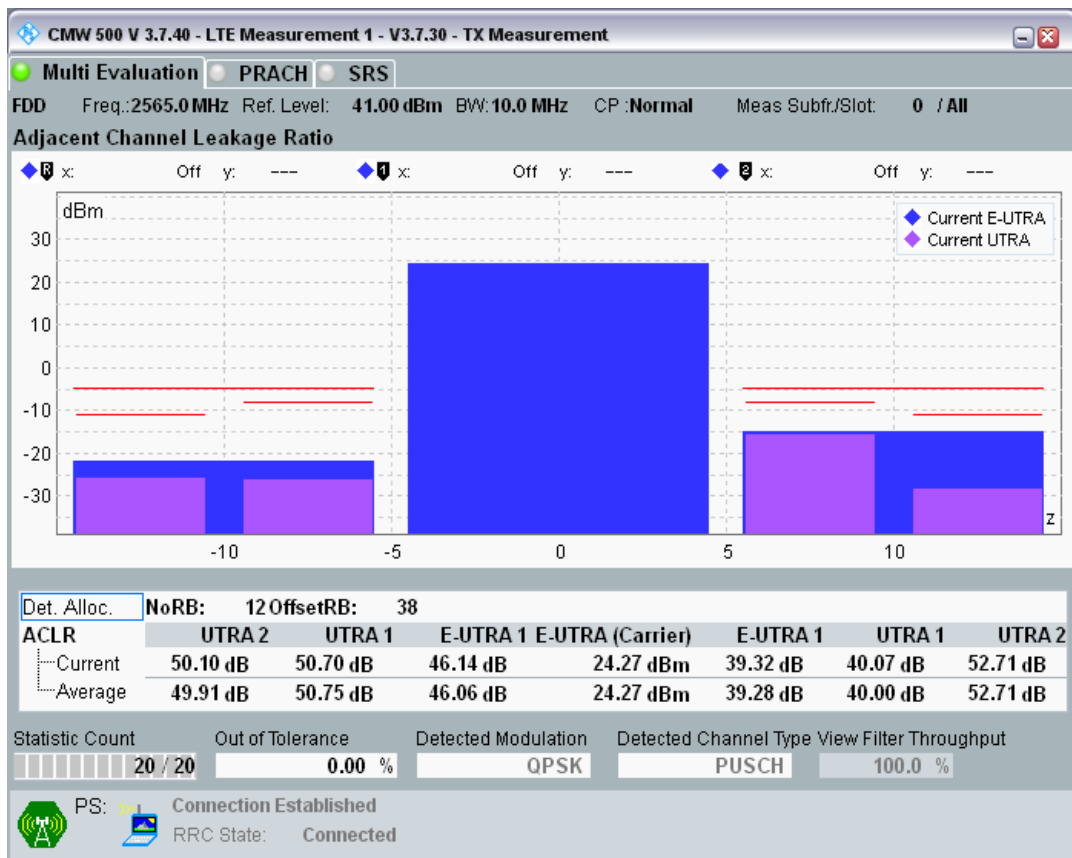 CMW 500 V 3.7.40 - LTE Measurement 1 - V3.7.30 - TX Measurement
Multi Evaluation PRACH SRS
FDD Freq.:2565.0 MHz Ref. Level: 41.00 dBm BW:10.0 MHz CP :Normal Meas Subfr./Slot: 0 / All
Adjacent Channel Leakage Ratio
R x: Off y: --- 1 x: Off y: --- 2 x: Off y: ---
dBm
Current E-UTRA
Current UTRA
30
20
10
0
-10
-20
-30
z
-10 -5 0 5 10
Det. Alloc. NoRB: 12 OffsetRB: 38
ACLR UTRA 2 UTRA 1 E-UTRA 1 E-UTRA (Carrier) E-UTRA 1 UTRA 1 UTRA 2
Current 50.10 dB 50.70 dB 46.14 dB 24.27 dBm 39.32 dB 40.07 dB 52.71 dB
Average 49.91 dB 50.75 dB 46.06 dB 24.27 dBm 39.28 dB 40.00 dB 52.71 dB
Statistic Count Out of Tolerance Detected Modulation Detected Channel Type View Filter Throughput
20 / 20 0.00 % QPSK PUSCH 100.0 %
PS: Connection Established
RRC State: Connected